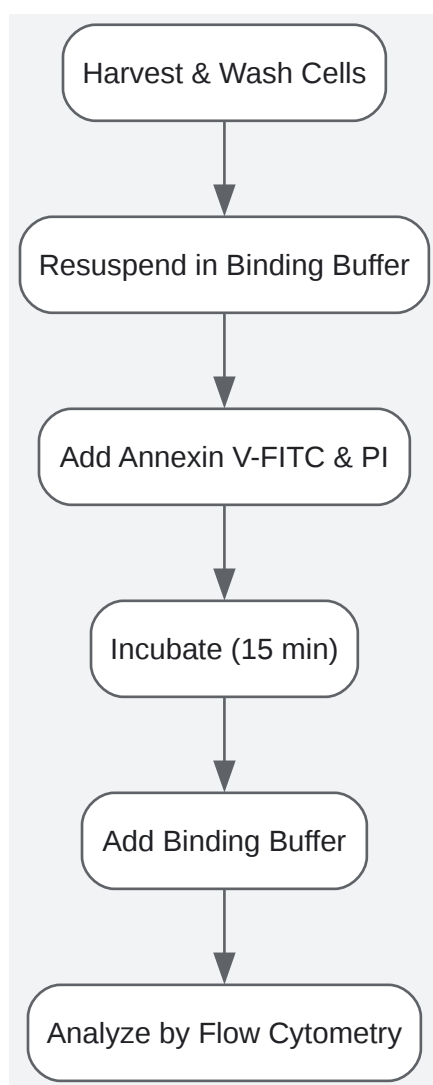 Harvest & Wash Cells
Resuspend in Binding Buffer
Add Annexin V-FITC & PI
Incubate (15 min)
Add Binding Buffer
Analyze by Flow Cytometry